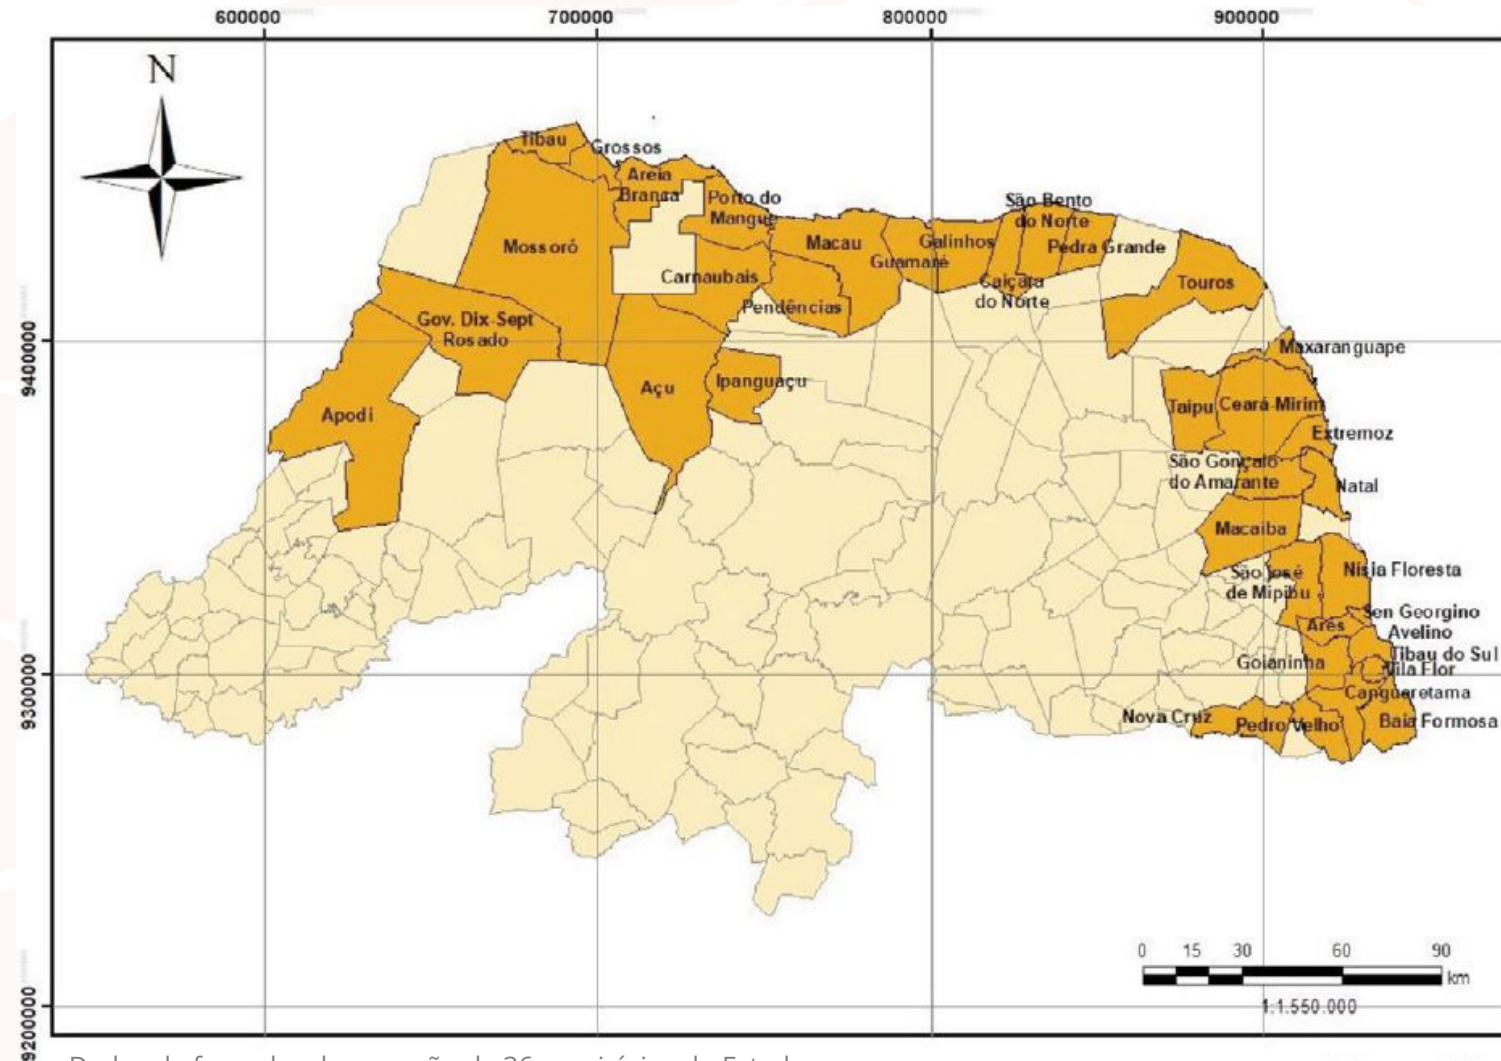 600000
700000
800000
900000
N
Tibau
Grossos
Areia
Branca
Porto do
Mangue
São Bento
do Norte
Mossoró
Macau
Galinhos
Pedra Grande
Guamaré
Carnaubais
Caiçara
do Norte
Touros
Pendências
Gov. Dix-Sept
Rosado
9400000
Maxaranguape
Açu
Ipanguaçu
Apodi
Taipu
Ceará-Mirim
Extremoz
São Gonçalo
do Amarante
Natal
Macaíba
São José
de Mipibu
Nísia Floresta
Sen Georgino
Avelino
Arês
Tibau do Sul
Goianinha
Vila Flor
9300000
Canguaretama
Nova Cruz
Pedro Velho
Baía Formosa
0 15 30 60 90
km
1:1.550.000
9200000